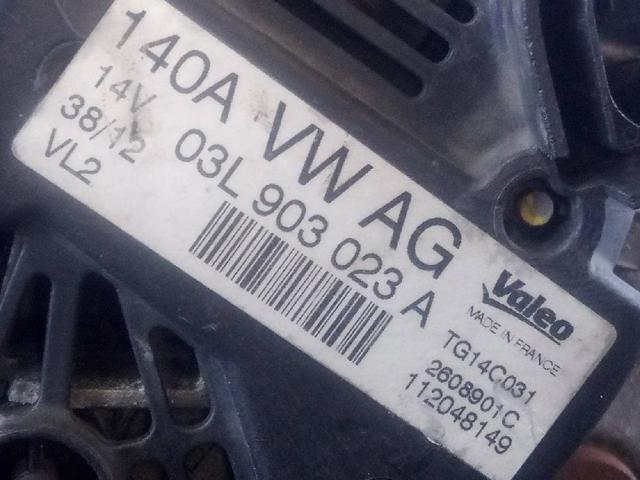 140A VW AG
14V 03L 903 023 A
38/12
VL2
Valeo
MADE IN FRANCE
TG14C031
2608901C
112048149